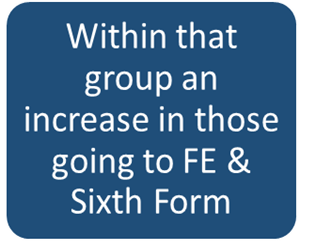 Within that
group an
increase in those
going to FE &
Sixth Form